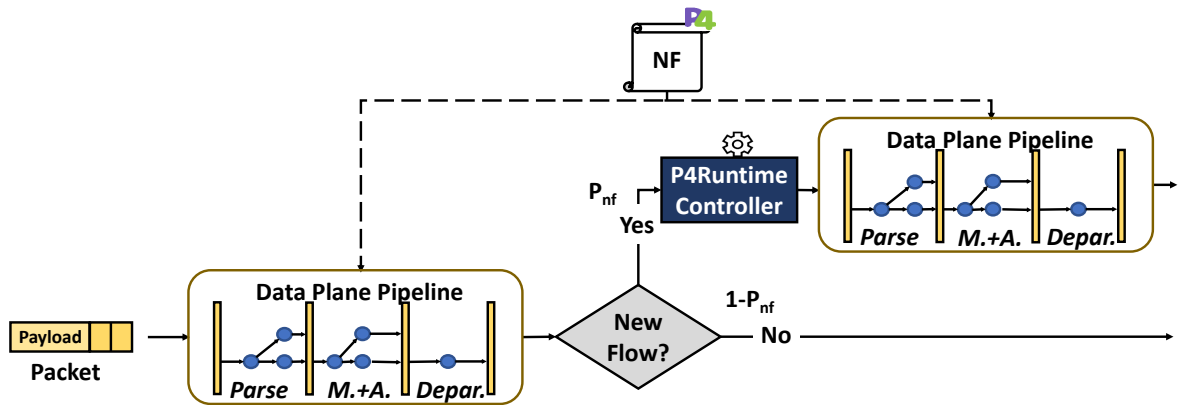 P4
NF
Data Plane Pipeline
Parse M.+A. Depar.
P4Runtime
Controller
Pnf
Yes
Data Plane Pipeline
Parse M.+A. Depar.
New
Flow?
1-Pnf
No
Payload
Packet